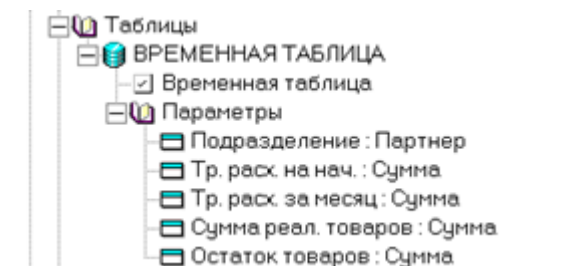 Таблицы
ВРЕМЕННАЯ ТАБЛИЦА
Временная таблица
Параметры
Подразделение : Партнер
Тр. расх. на нач. : Сумма
Тр. расх. за месяц : Сумма
Сумма реал. товаров : Сумма
Остаток товаров : Сумма